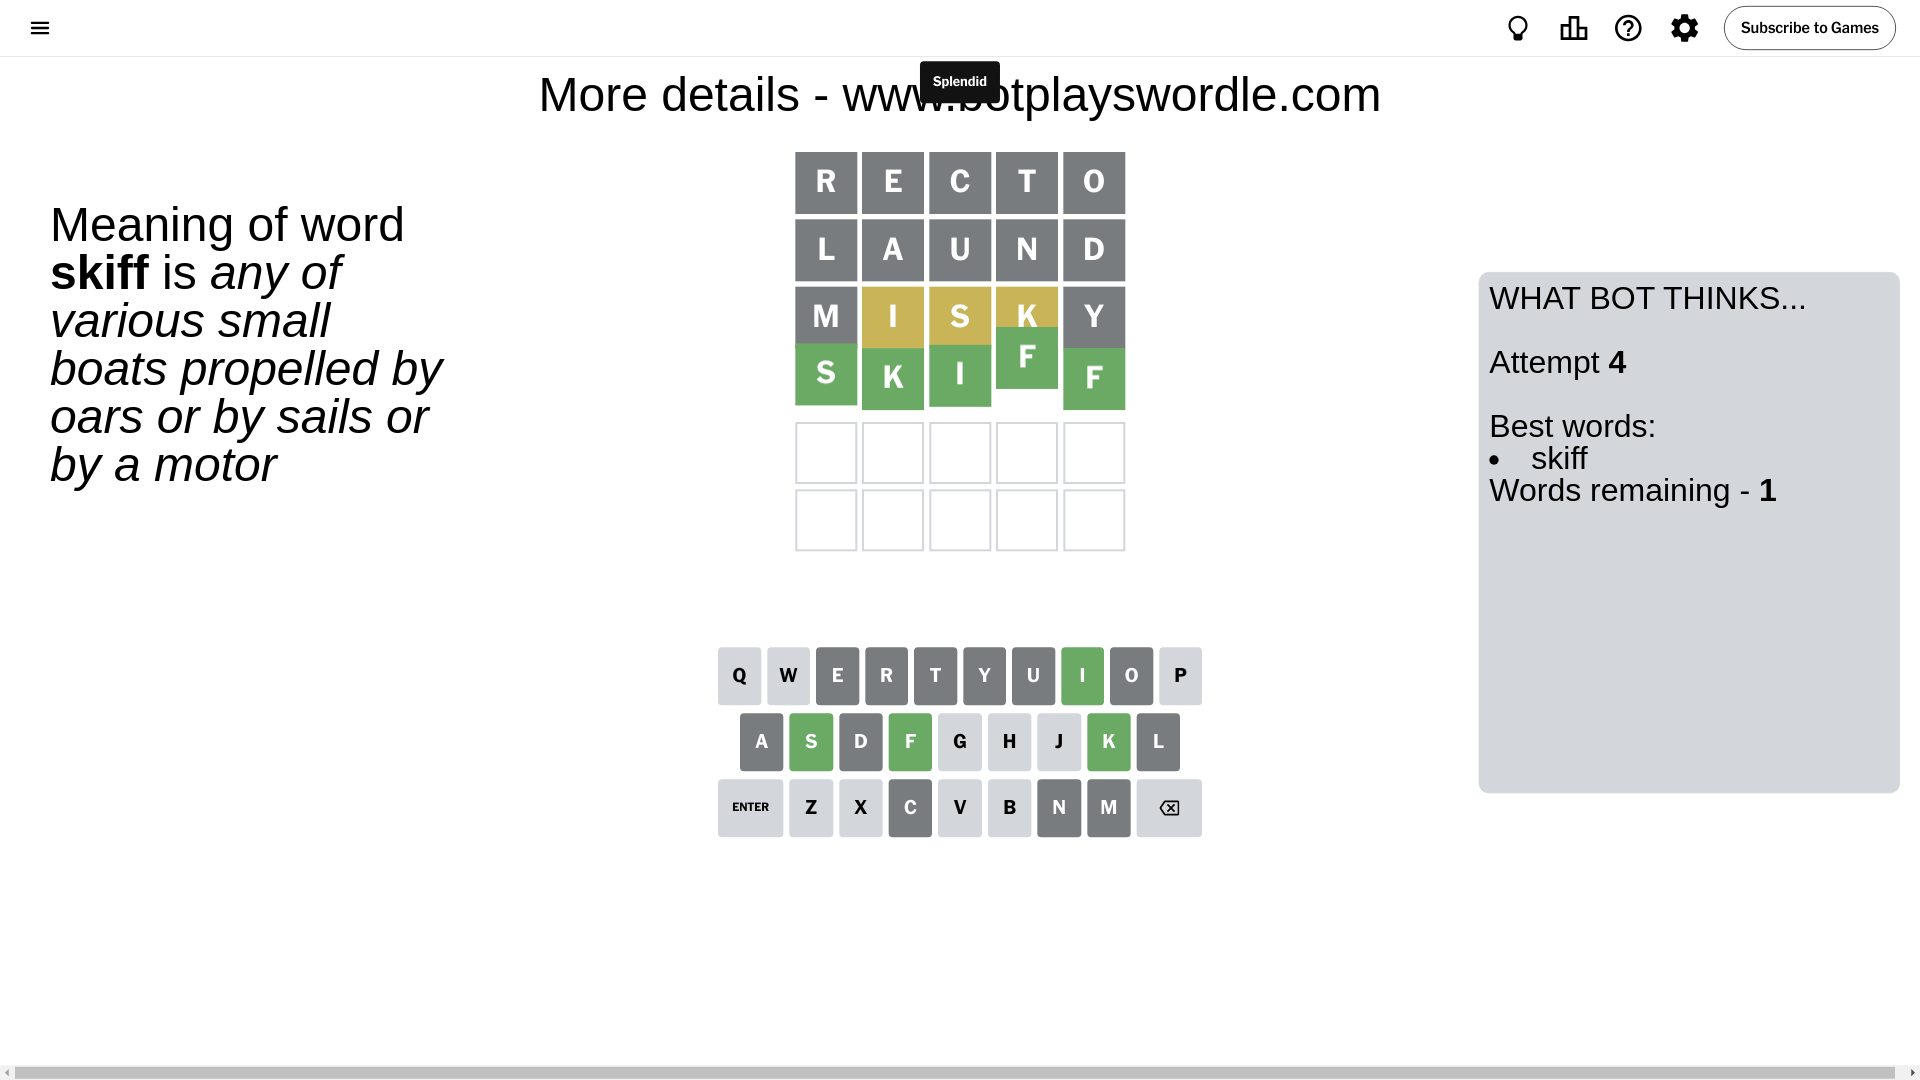 Subscribe to Games
Splendid
More details - www.botplayswordle.com
Meaning of word
skiff is any of
various small
boats propelled by
oars or by sails or
by a motor
R E C T O
L A U N D
M I S K Y
S K I F F
WHAT BOT THINKS...
Attempt 4
Best words:
• skiff
Words remaining - 1
Q W E R T Y U I O P
A S D F G H J K L
ENTER Z X C V B N M